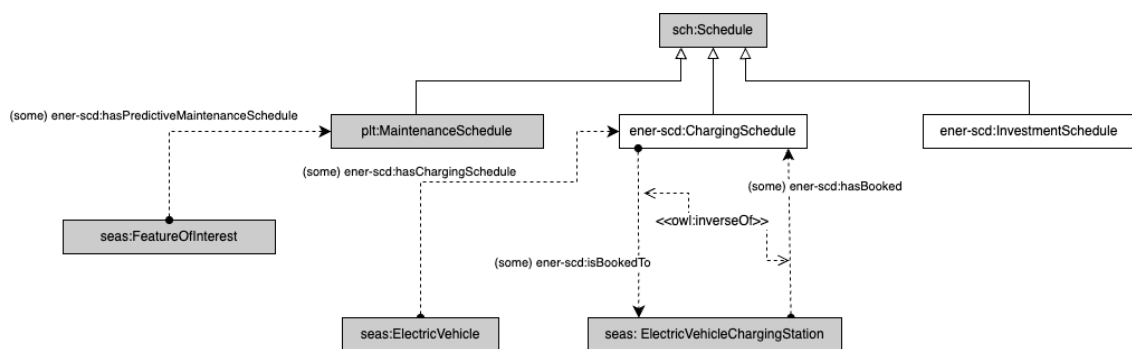 sch:Schedule
(some) ener-scd:hasPredictiveMaintenanceSchedule
plt:MaintenanceSchedule
ener-scd:ChargingSchedule
ener-scd:InvestmentSchedule
(some) ener-scd:hasChargingSchedule
(some) ener-scd:hasBooked
<<owl:inverseOf>>
seas:FeatureOfInterest
(some) ener-scd:isBookedTo
seas:ElectricVehicle
seas: ElectricVehicleChargingStation